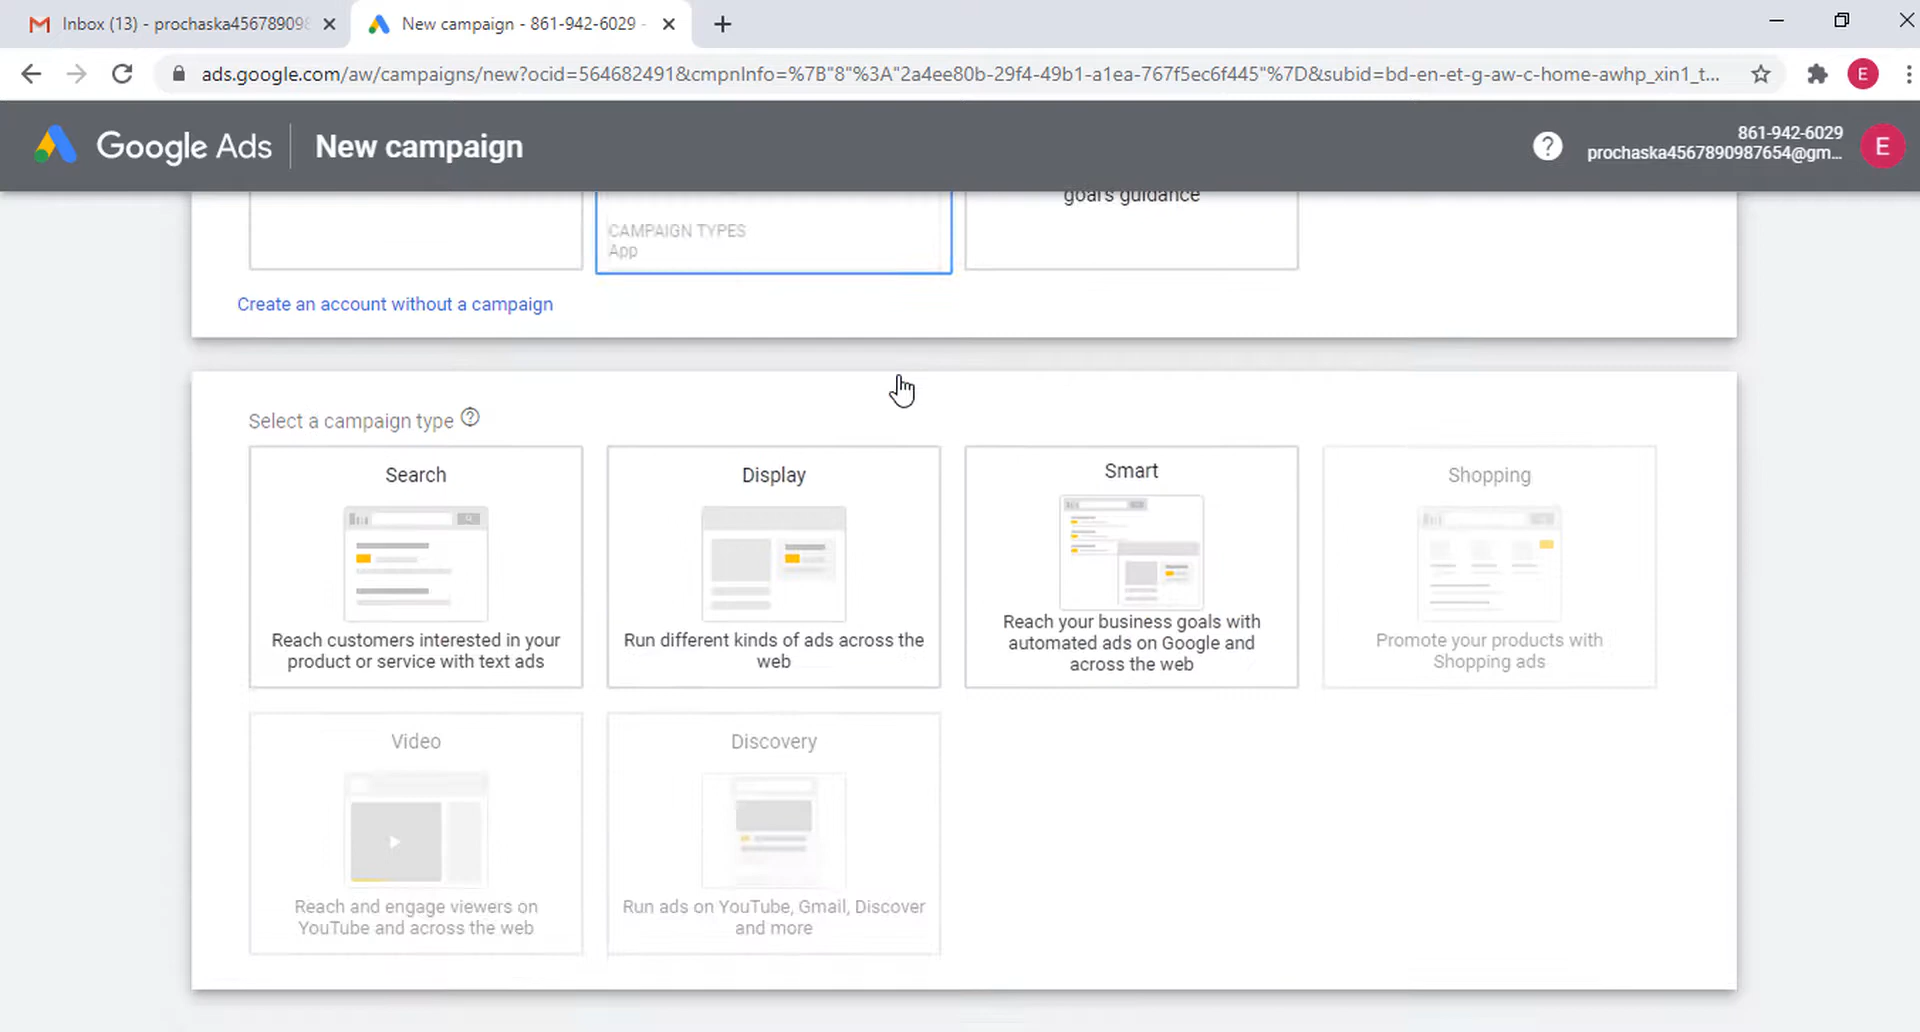 Inbox (13) - prochaska456789098
New campaign - 861-942-6029 -
ads.google.com/aw/campaigns/new?ocid=564682491&cmpnInfo=%7B"8"%3A"2a4ee80b-29f4-49b1-a1ea-767f5ec6f445"%7D&subid=bd-en-et-g-aw-c-home-awhp_xin1_t...
E
Google Ads
New campaign
?
861-942-6029
prochaska4567890987654@gm...
E
goal's guidance
CAMPAIGN TYPES
App
Create an account without a campaign
Select a campaign type ?
Search
Reach customers interested in your
product or service with text ads
Display
Run different kinds of ads across the
web
Smart
Reach your business goals with
automated ads on Google and
across the web
Shopping
Promote your products with
Shopping ads
Video
Reach and engage viewers on
YouTube and across the web
Discovery
Run ads on YouTube, Gmail, Discover
and more